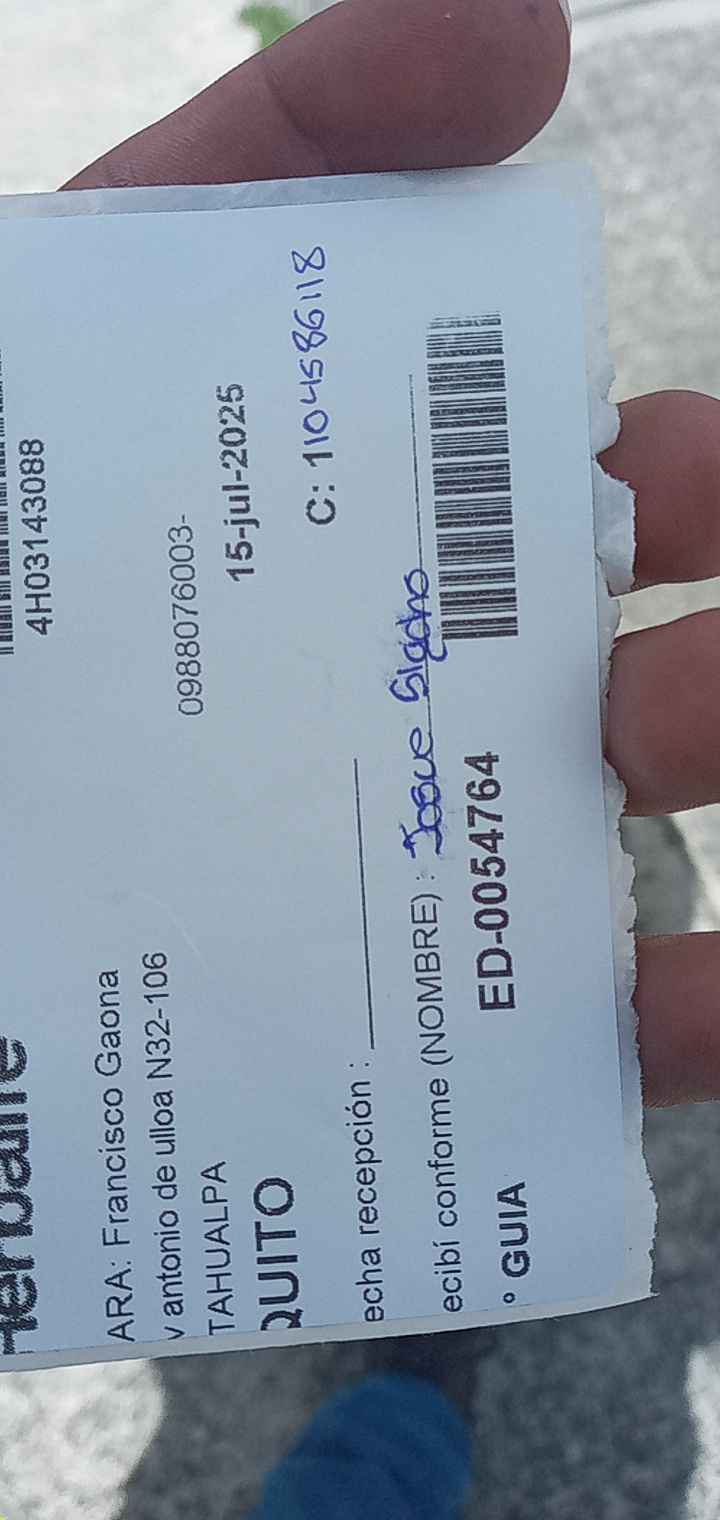 4H03143088
ARA: Francisco Gaona
v antonio de ulloa N32-106
0988076003-
TAHUALPA
15-jul-2025
QUITO
C: 1104586118
echa recepción :
ecibí conforme (NOMBRE) : Josue
ED-0054764
° GUIA